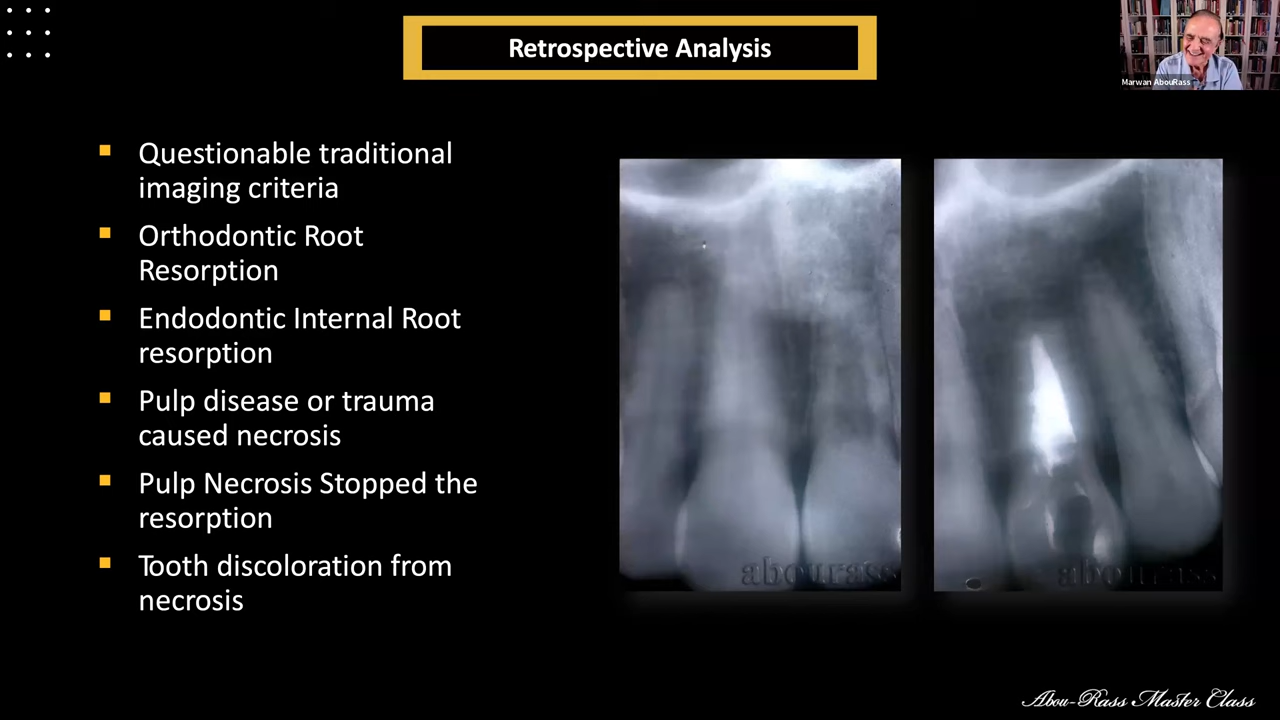 Retrospective Analysis
Marwan AbouRass
Questionable traditional
imaging criteria
Orthodontic Root
Resorption
Endodontic Internal Root
resorption
Pulp disease or trauma
caused necrosis
Pulp Necrosis Stopped the
resorption
Tooth discoloration from
necrosis
abourass
abourass
Abou-Rass Master Class